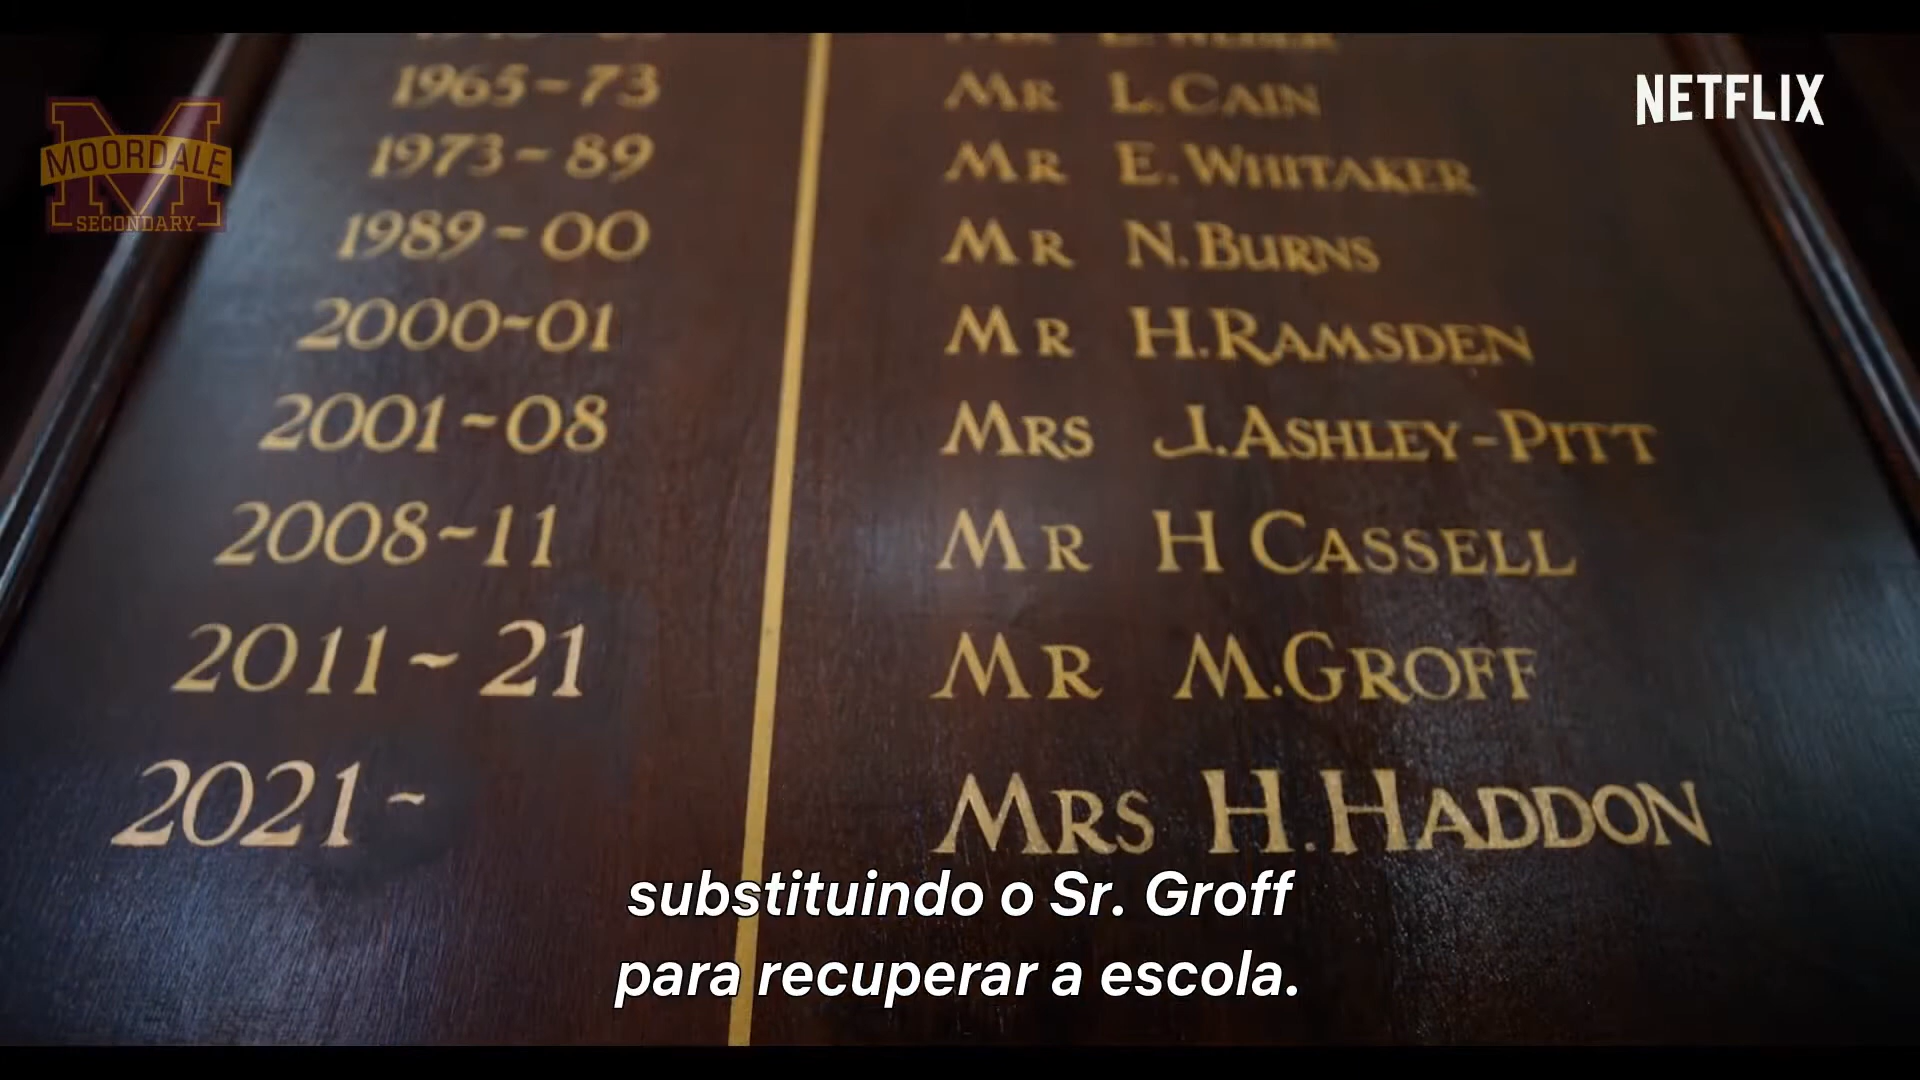 NETFLIX
MOORDALE
SECONDARY
1965-73 MR L. CAIN
1973-89 MR E. WHITAKER
1989-00 MR N. BURNS
2000-01 MR H. RAMSDEN
2001-08 MRS J. ASHLEY-PITT
2008-11 MR H CASSELL
2011-21 MR M. GROFF
2021- MRS H. HADDON
substituindo o Sr. Groff
para recuperar a escola.